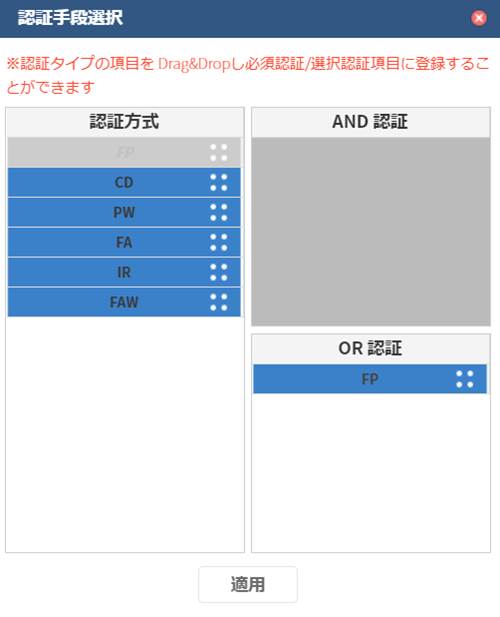 認証手段選択
※認証タイプの項目を Drag&Dropし必須認証/選択認証項目に登録するこ
とができます
認証方式
FP
CD
PW
FA
IR
FAW
AND 認証
OR 認証
FP
適用